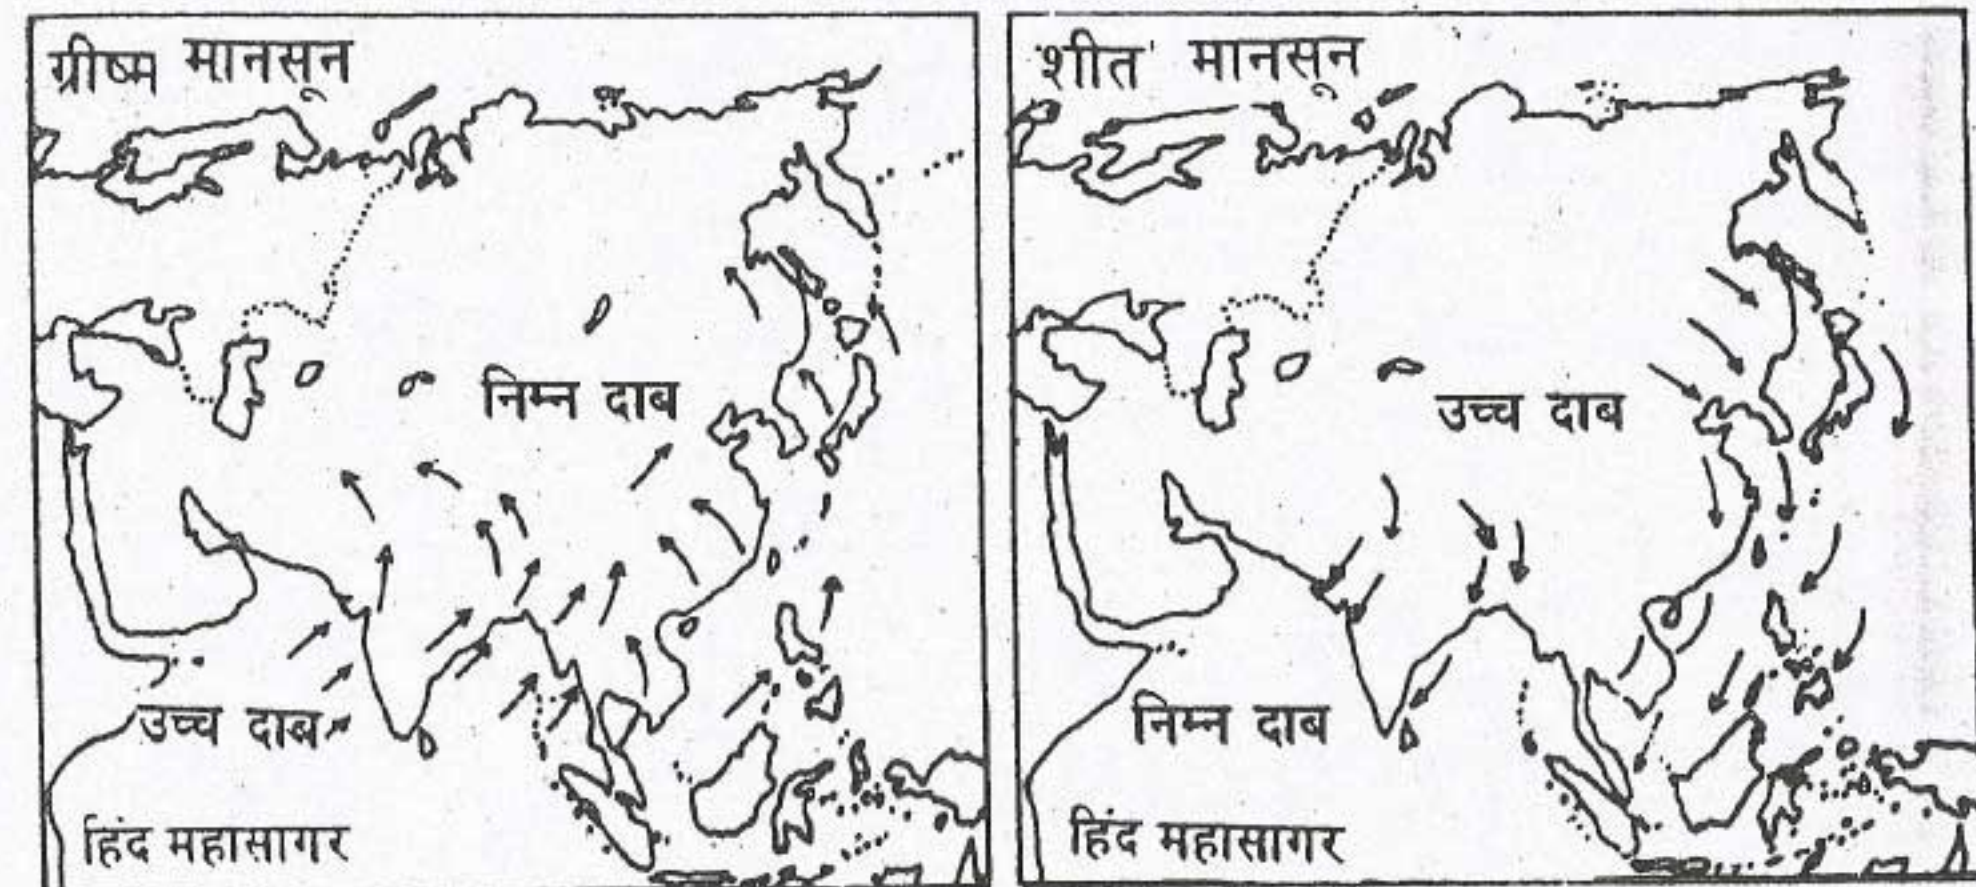 ग्रीष्म मानसून
निम्न दाब
उच्च दाब
हिंद महासागर
शीत मानसून
उच्च दाब
निम्न दाब
हिंद महासागर